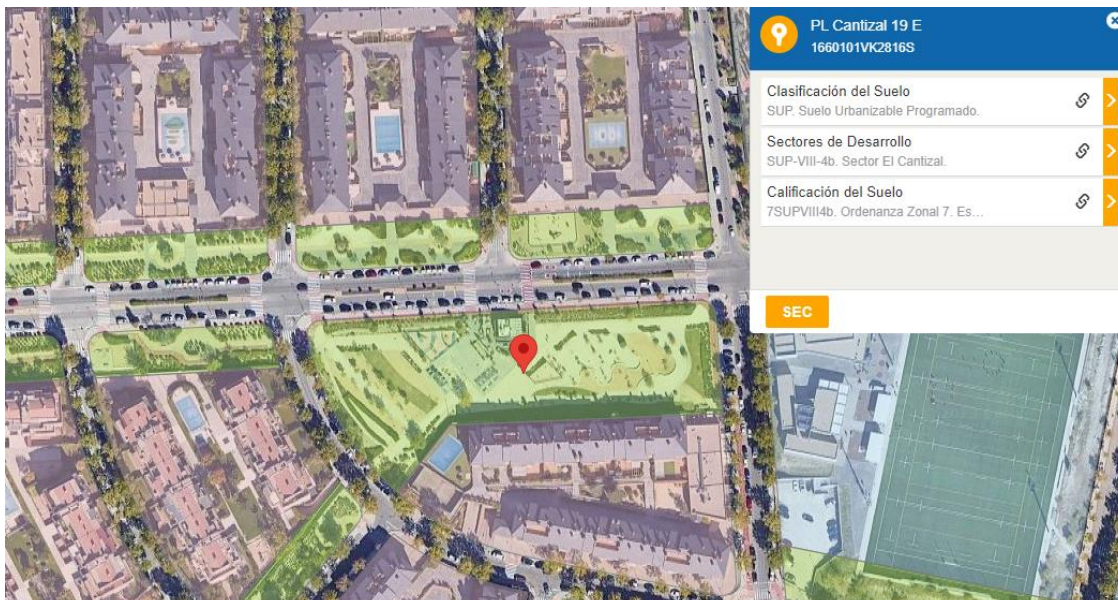 PL Cantizal 19 E
1660101VK2816S
Clasificación del Suelo
SUP. Suelo Urbanizable Programado.
Sectores de Desarrollo
SUP-VIII-4b. Sector El Cantizal.
Calificación del Suelo
7SUPVIII4b. Ordenanza Zonal 7. Es...
SEC